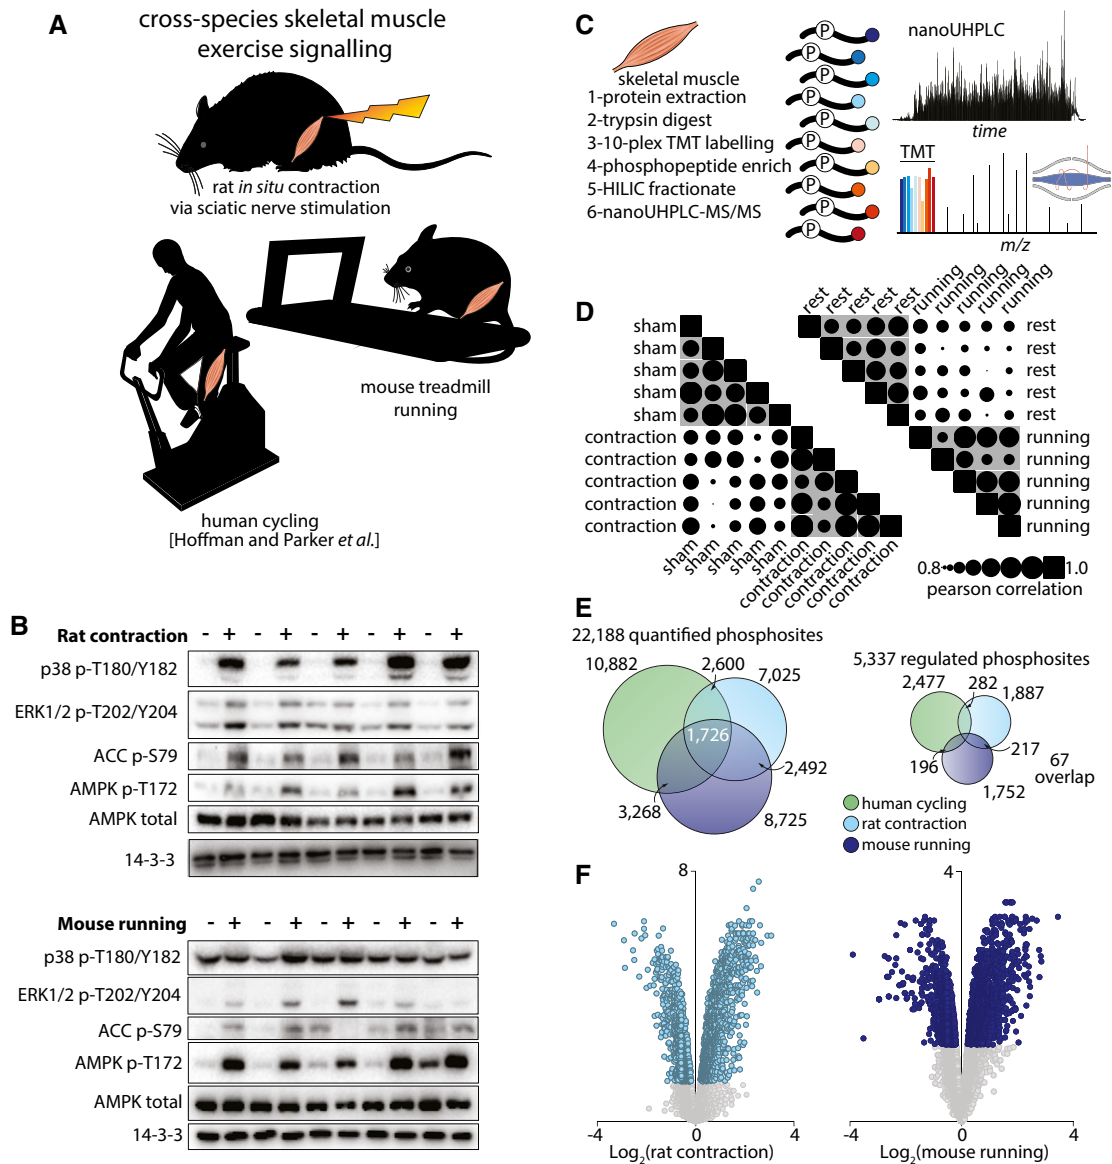 A
cross-species skeletal muscle
exercise signalling
rat in situ contraction
via sciatic nerve stimulation
mouse treadmill
running
human cycling
[Hoffman and Parker et al.]
B
Rat contraction - + - + - + - + - +
p38 p-T180/Y182
ERK1/2 p-T202/Y204
ACC p-S79
AMPK p-T172
AMPK total
14-3-3
Mouse running - + - + - + - + - +
p38 p-T180/Y182
ERK1/2 p-T202/Y204
ACC p-S79
AMPK p-T172
AMPK total
14-3-3
C
skeletal muscle
1-protein extraction
2-trypsin digest
3-10-plex TMT labelling
4-phosphopeptide enrich
5-HILIC fractionate
6-nanoUHPLC-MS/MS
P
P
P
P
P
P
P
P
P
P
nanoUHPLC
time
TMT
m/z
D
rest rest rest rest rest running running running running running
sham
sham
sham
sham
sham
contraction
contraction
contraction
contraction
contraction
rest
rest
rest
rest
rest
running
running
running
running
running
sham sham sham sham sham contraction contraction contraction contraction contraction
0.8 1.0
pearson correlation
E
22,188 quantified phosphosites
10,882
2,600
7,025
1,726
2,492
3,268
8,725
5,337 regulated phosphosites
2,477
282
1,887
217
196
67
overlap
1,752
human cycling
rat contraction
mouse running
F
8
-4 0 4
Log2(rat contraction)
4
-4 0 4
Log2(mouse running)